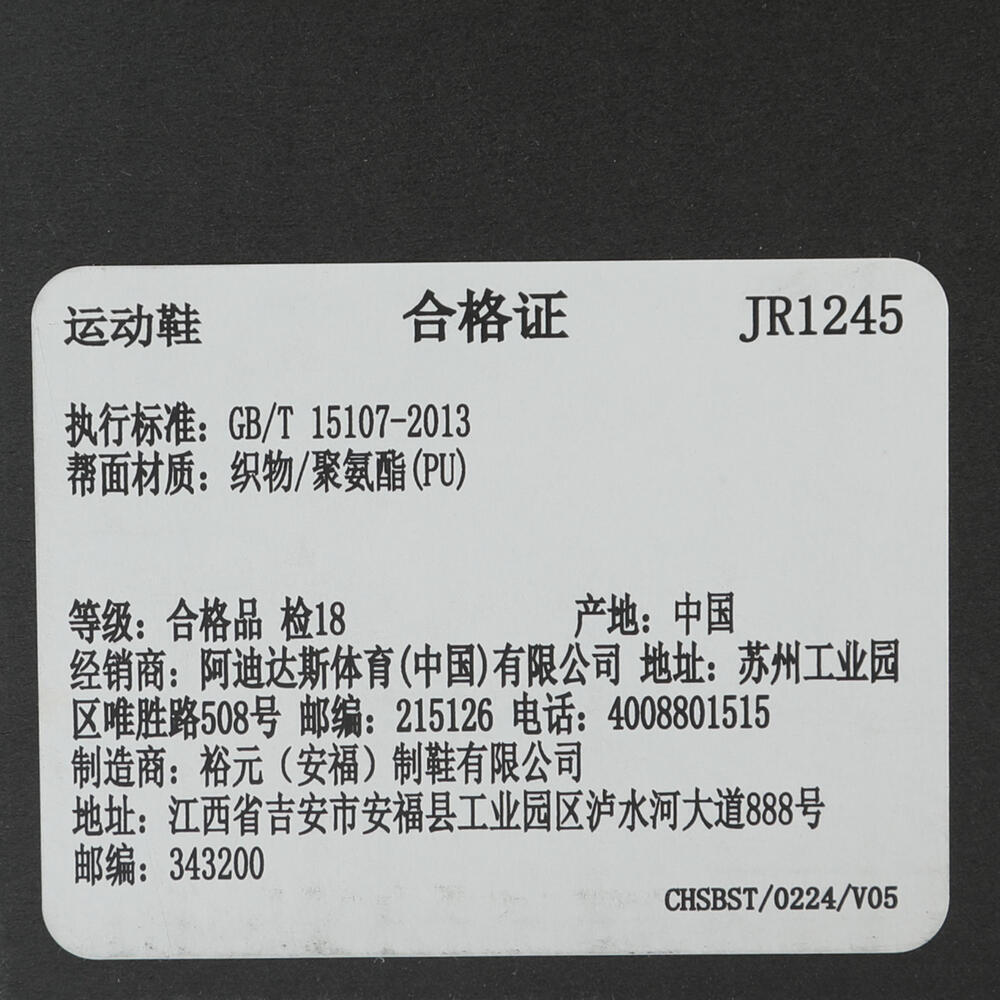 运动鞋 合格证 JR1245
执行标准：GB/T 15107-2013
帮面材质：织物/聚氨酯(PU)
等级：合格品 检18 产地：中国
经销商：阿迪达斯体育(中国)有限公司 地址：苏州工业园
区唯胜路508号 邮编：215126 电话：4008801515
制造商：裕元（安福）制鞋有限公司
地址：江西省吉安市安福县工业园区泸水河大道888号
邮编：343200
CHSBST/0224/V05